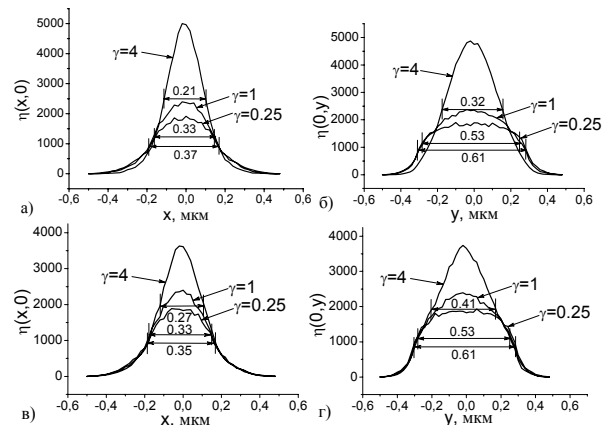 η(x,0)
5000
4000
3000
2000
1000
0
γ=4
0.21
γ=1
γ=0.25
0.33
0.37
-0,6 -0,4 -0,2 0,0 0,2 0,4 0,6
а)
x, мкм
η(0,y)
5000
4000
3000
2000
1000
0
γ=4
0.32
γ=1
γ=0.25
0.53
0.61
-0,6 -0,4 -0,2 0,0 0,2 0,4 0,6
б)
y, мкм
η(x,0)
4000
3000
2000
1000
0
γ=4
γ=1
γ=0.25
0.27
0.33
0.35
-0,6 -0,4 -0,2 0,0 0,2 0,4 0,6
в)
x, мкм
η(0,y)
4000
3000
2000
1000
0
γ=4
γ=1
0.41
γ=0.25
0.53
0.61
-0,6 -0,4 -0,2 0,0 0,2 0,4 0,6
г)
y, мкм